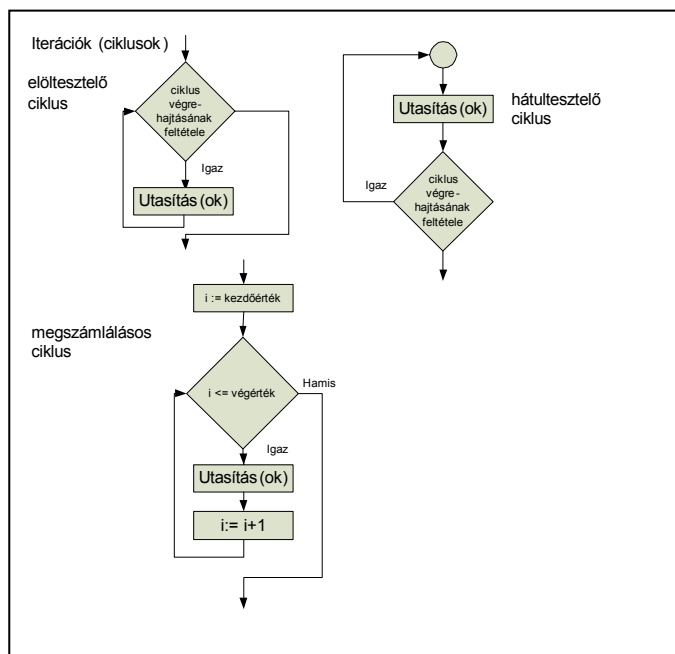 Iterációk (ciklusok)
elöltesztelő
ciklus
ciklus
végre-
hajtásának
feltétele
Igaz
Utasítás (ok)
Utasítás (ok)
hátultesztelő
ciklus
Igaz
ciklus
végre-
hajtásának
feltétele
i := kezdőérték
megszámlálásos
ciklus
i <= végérték
Hamis
Igaz
Utasítás (ok)
i:= i+1